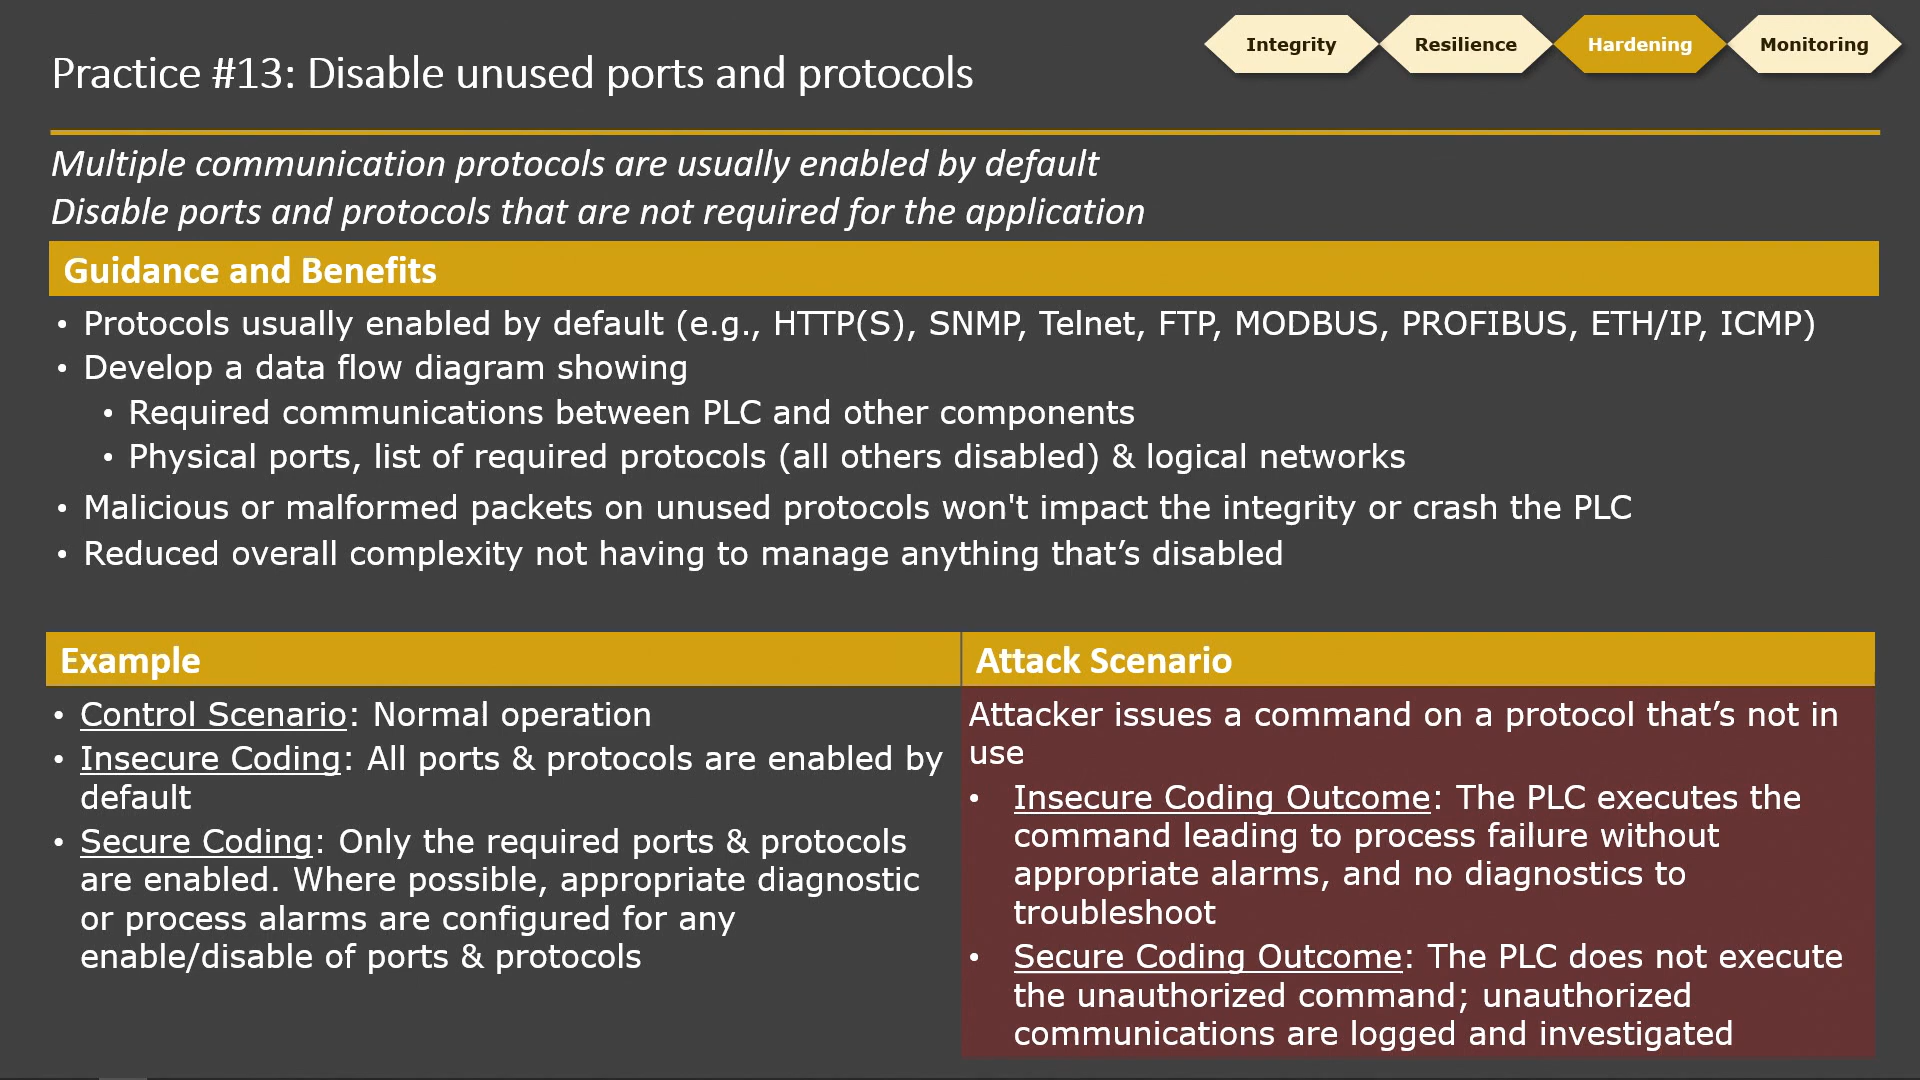 Integrity
Resilience
Hardening
Monitoring
Practice #13: Disable unused ports and protocols
Multiple communication protocols are usually enabled by default
Disable ports and protocols that are not required for the application
Guidance and Benefits
• Protocols usually enabled by default (e.g., HTTP(S), SNMP, Telnet, FTP, MODBUS, PROFIBUS, ETH/IP, ICMP)
• Develop a data flow diagram showing
• Required communications between PLC and other components
• Physical ports, list of required protocols (all others disabled) & logical networks
• Malicious or malformed packets on unused protocols won't impact the integrity or crash the PLC
• Reduced overall complexity not having to manage anything that’s disabled
Example
• Control Scenario: Normal operation
• Insecure Coding: All ports & protocols are enabled by
default
• Secure Coding: Only the required ports & protocols
are enabled. Where possible, appropriate diagnostic
or process alarms are configured for any
enable/disable of ports & protocols
Attack Scenario
Attacker issues a command on a protocol that’s not in
use
• Insecure Coding Outcome: The PLC executes the
command leading to process failure without
appropriate alarms, and no diagnostics to
troubleshoot
• Secure Coding Outcome: The PLC does not execute
the unauthorized command; unauthorized
communications are logged and investigated